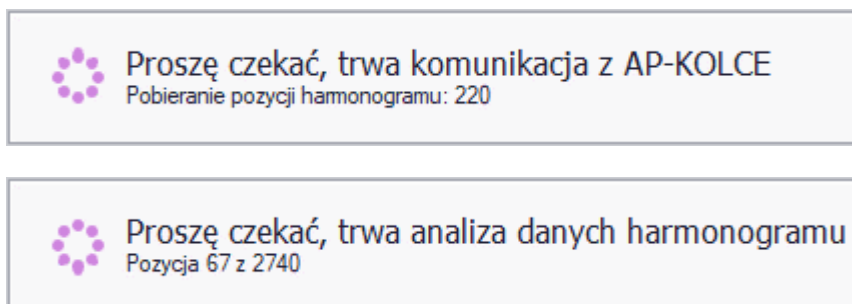 Proszę czekać, trwa komunikacja z AP-KOLCE
Pobieranie pozycji harmonogramu: 220
Proszę czekać, trwa analiza danych harmonogramu
Pozycja 67 z 2740